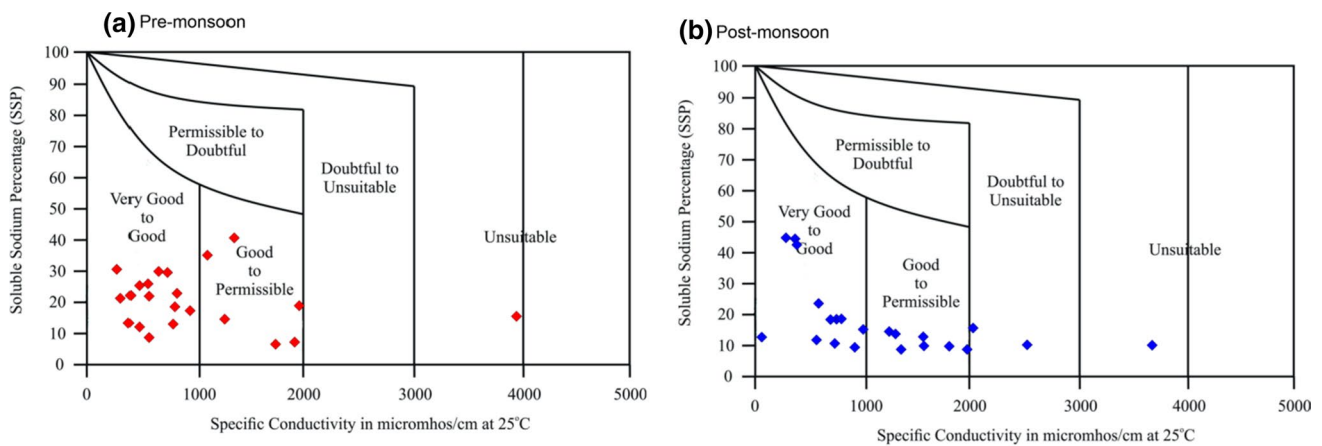 (a) Pre-monsoon
100
90
80
70
60
50
40
30
20
10
0
Soluble Sodium Percentage (SSP)
Permissible to
Doubtful
Doubtful to
Unsuitable
Very Good
to
Good
Good
to
Permissible
Unsuitable
0 1000 2000 3000 4000 5000
Specific Conductivity in micromhos/cm at 25°C
(b) Post-monsoon
100
90
80
70
60
50
40
30
20
10
0
Soluble Sodium Percentage (SSP)
Permissible to
Doubtful
Doubtful to
Unsuitable
Very Good
to
Good
Good
to
Permissible
Unsuitable
0 1000 2000 3000 4000 5000
Specific Conductivity in micromhos/cm at 25°C